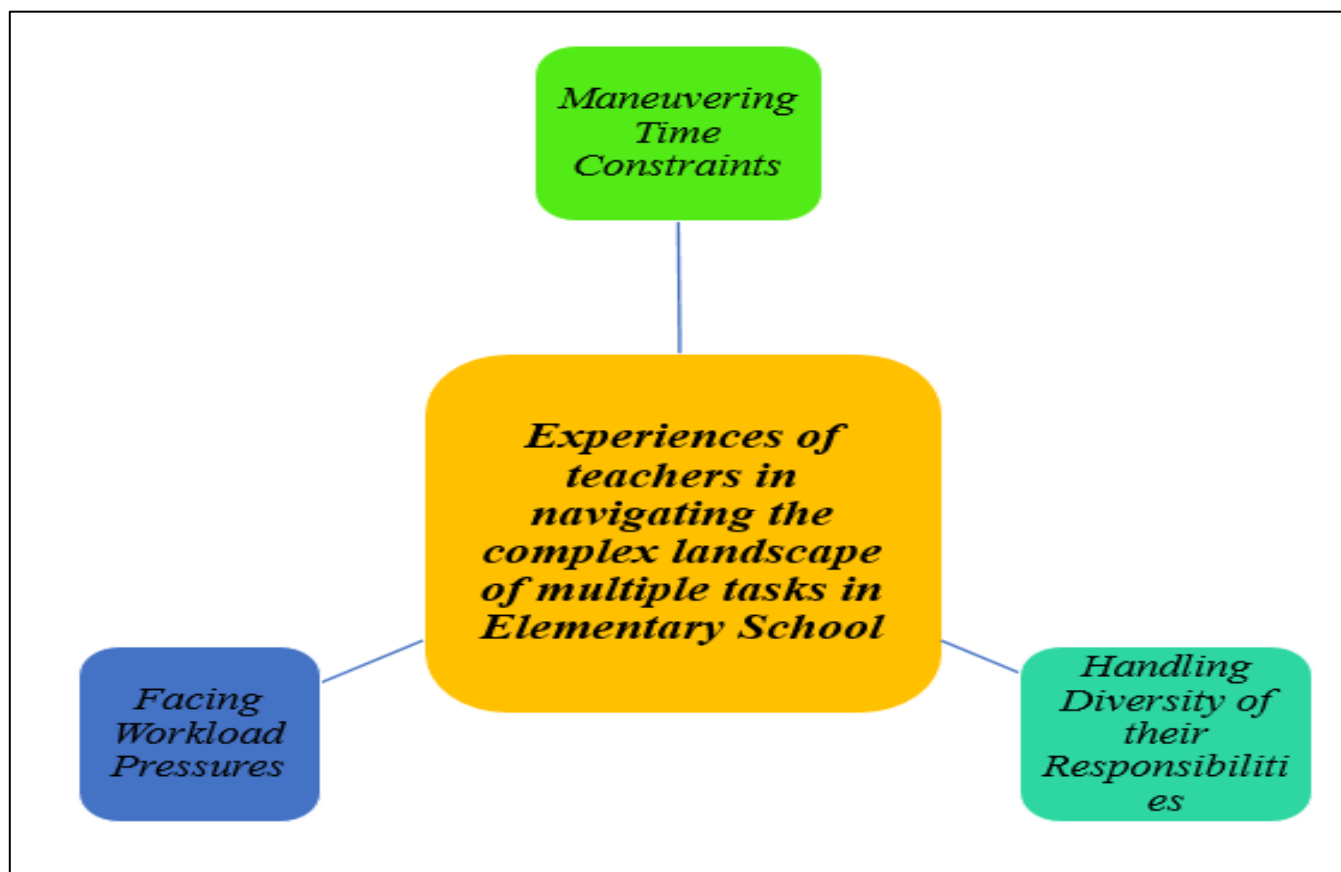 Maneuvering
Time
Constraints
Experiences of
teachers in
navigating the
complex landscape
of multiple tasks in
Elementary School
Facing
Workload
Pressures
Handling
Diversity of
their
Responsibiliti
es